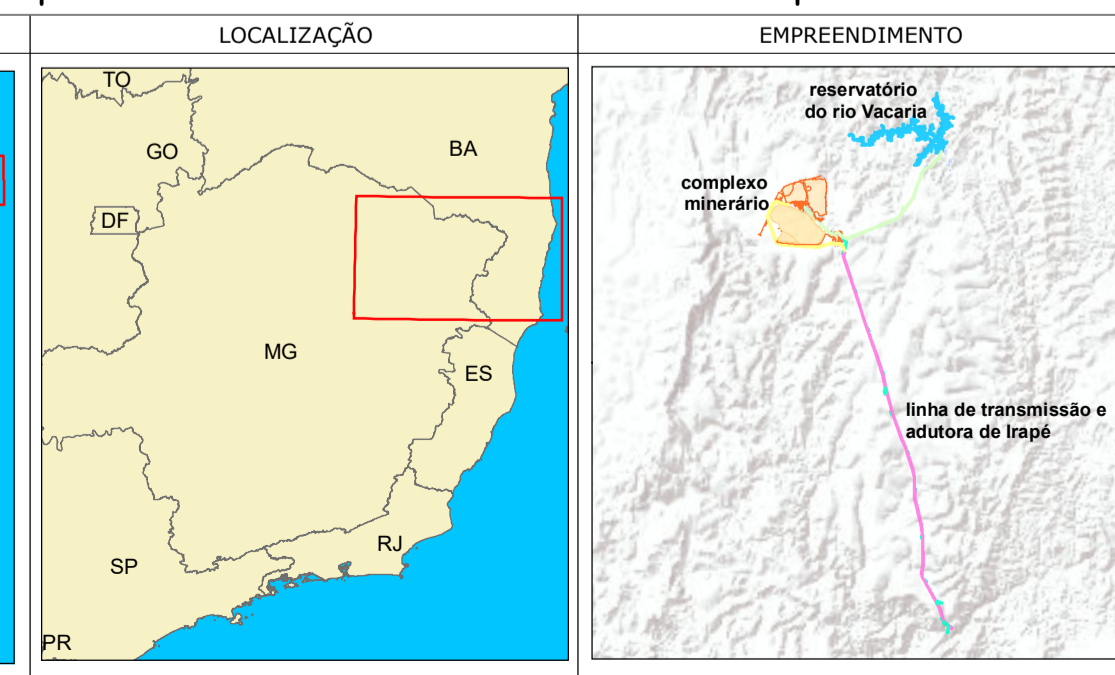 LOCALIZAÇÃO
EMPREENDIMENTO
TO
GO
BA
DF
MG
ES
RJ
SP
PR
reservatório
do rio Vacaria
complexo
minerário
linha de transmissão e
adutora de Irapé